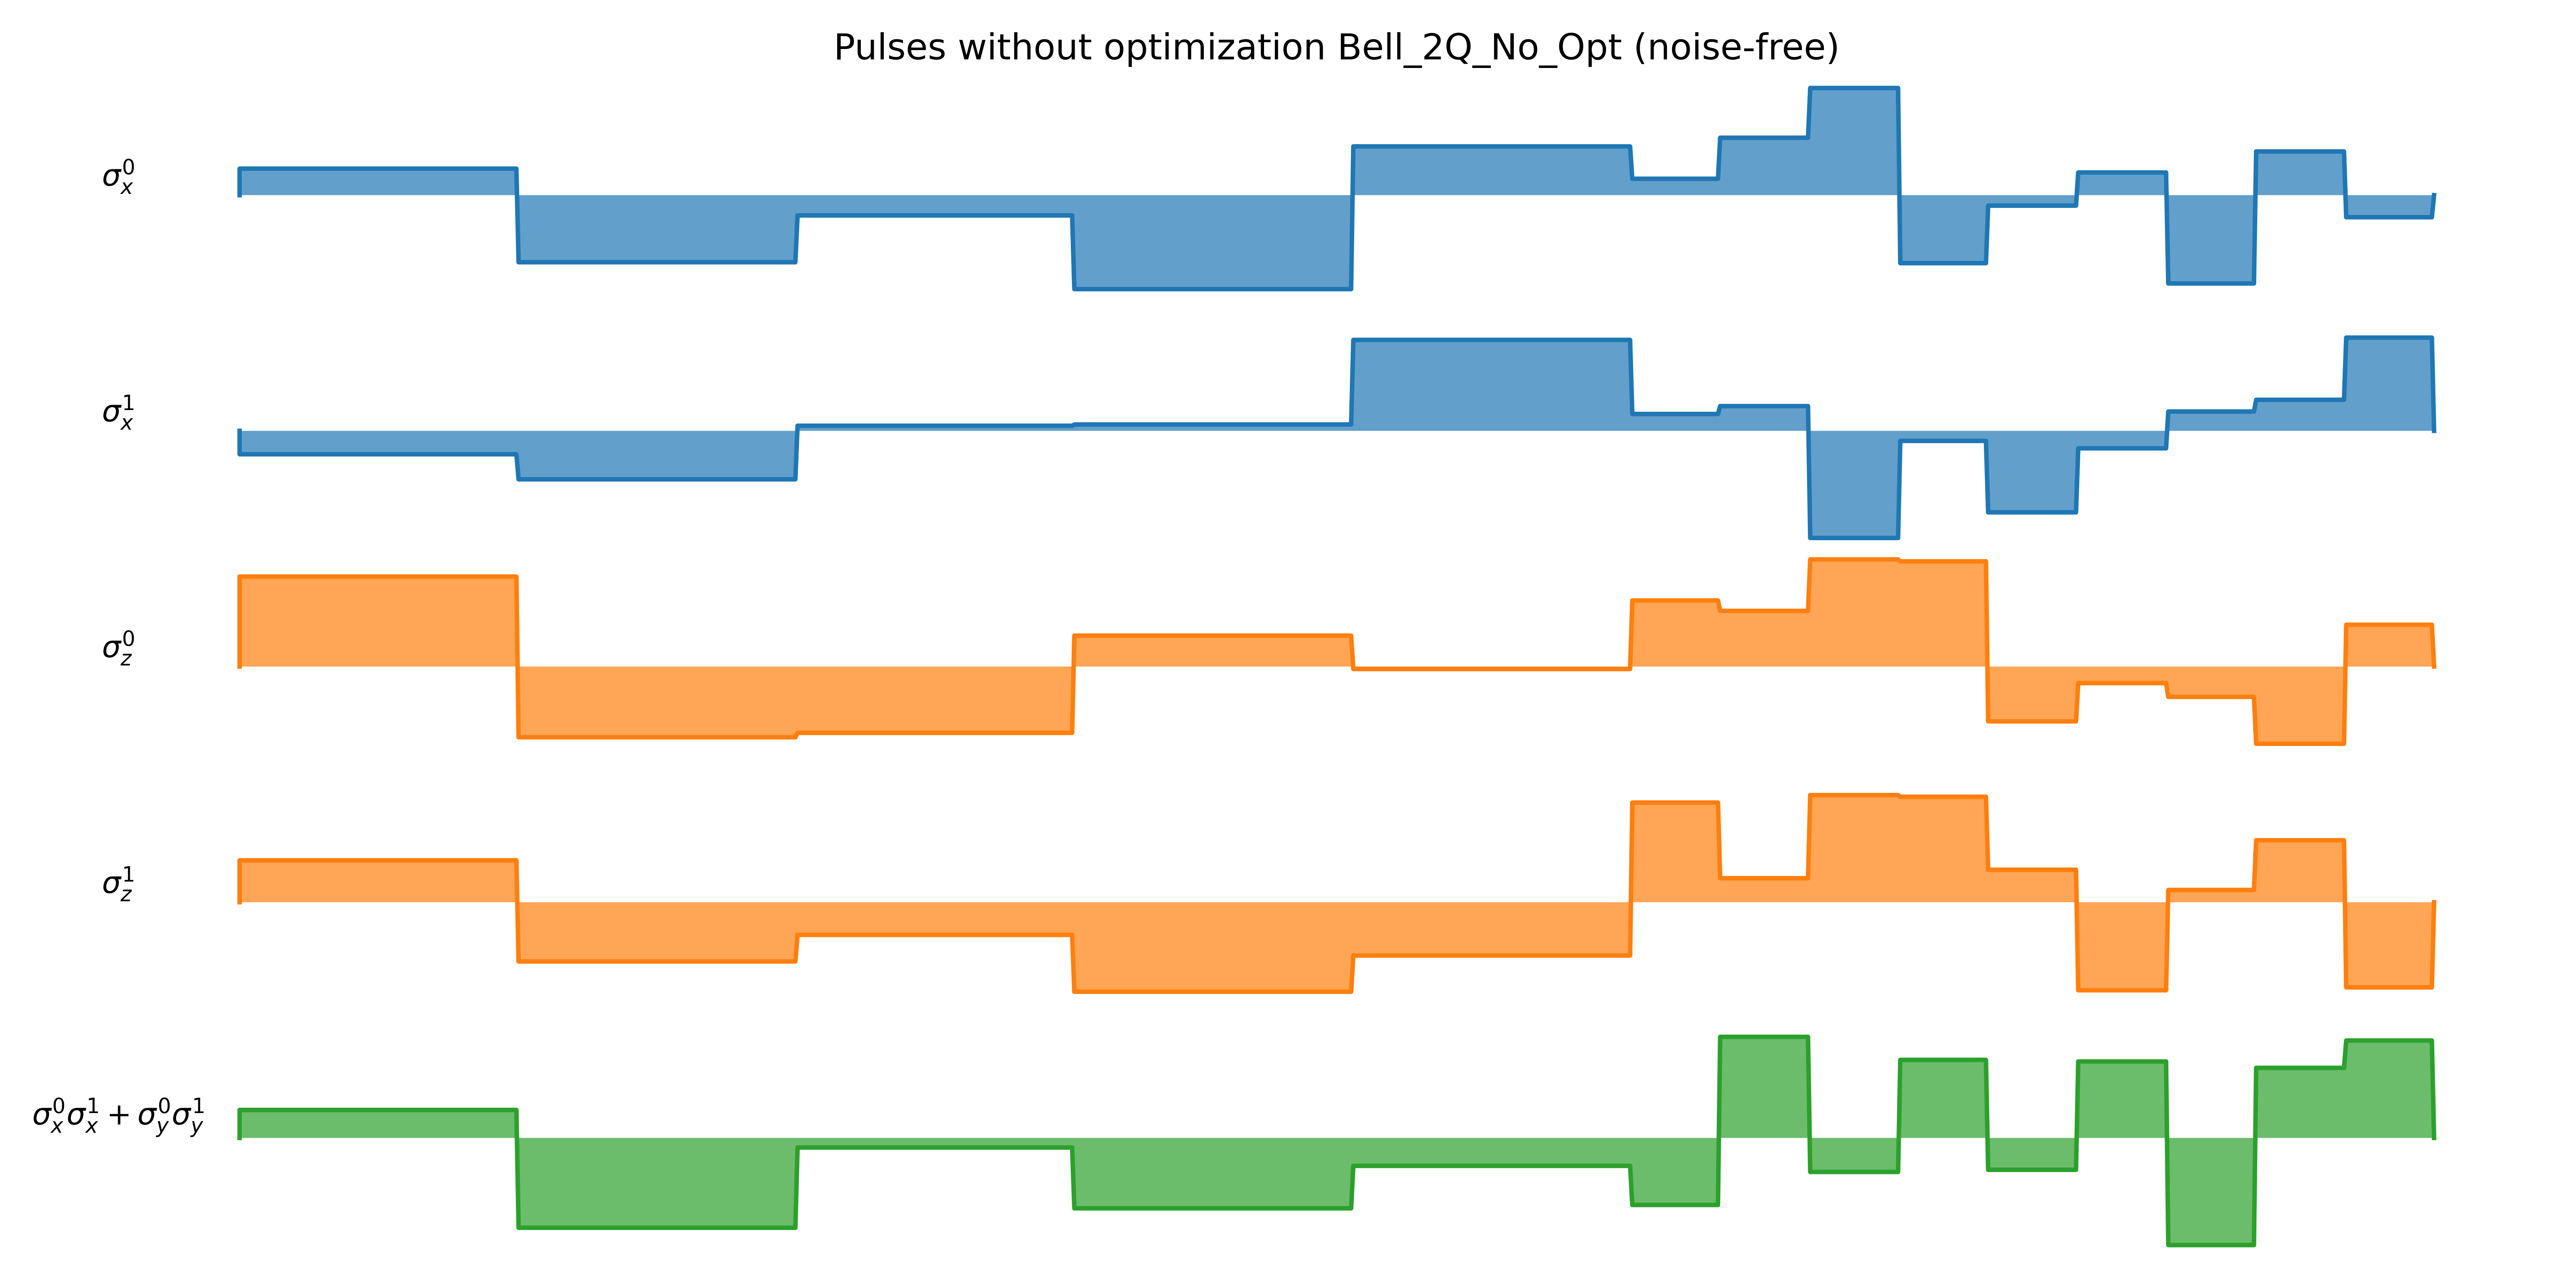 Pulses without optimization Bell_2Q_No_Opt (noise-free)
σ_x^0
σ_x^1
σ_z^0
σ_z^1
σ_x^0σ_x^1 + σ_y^0σ_y^1